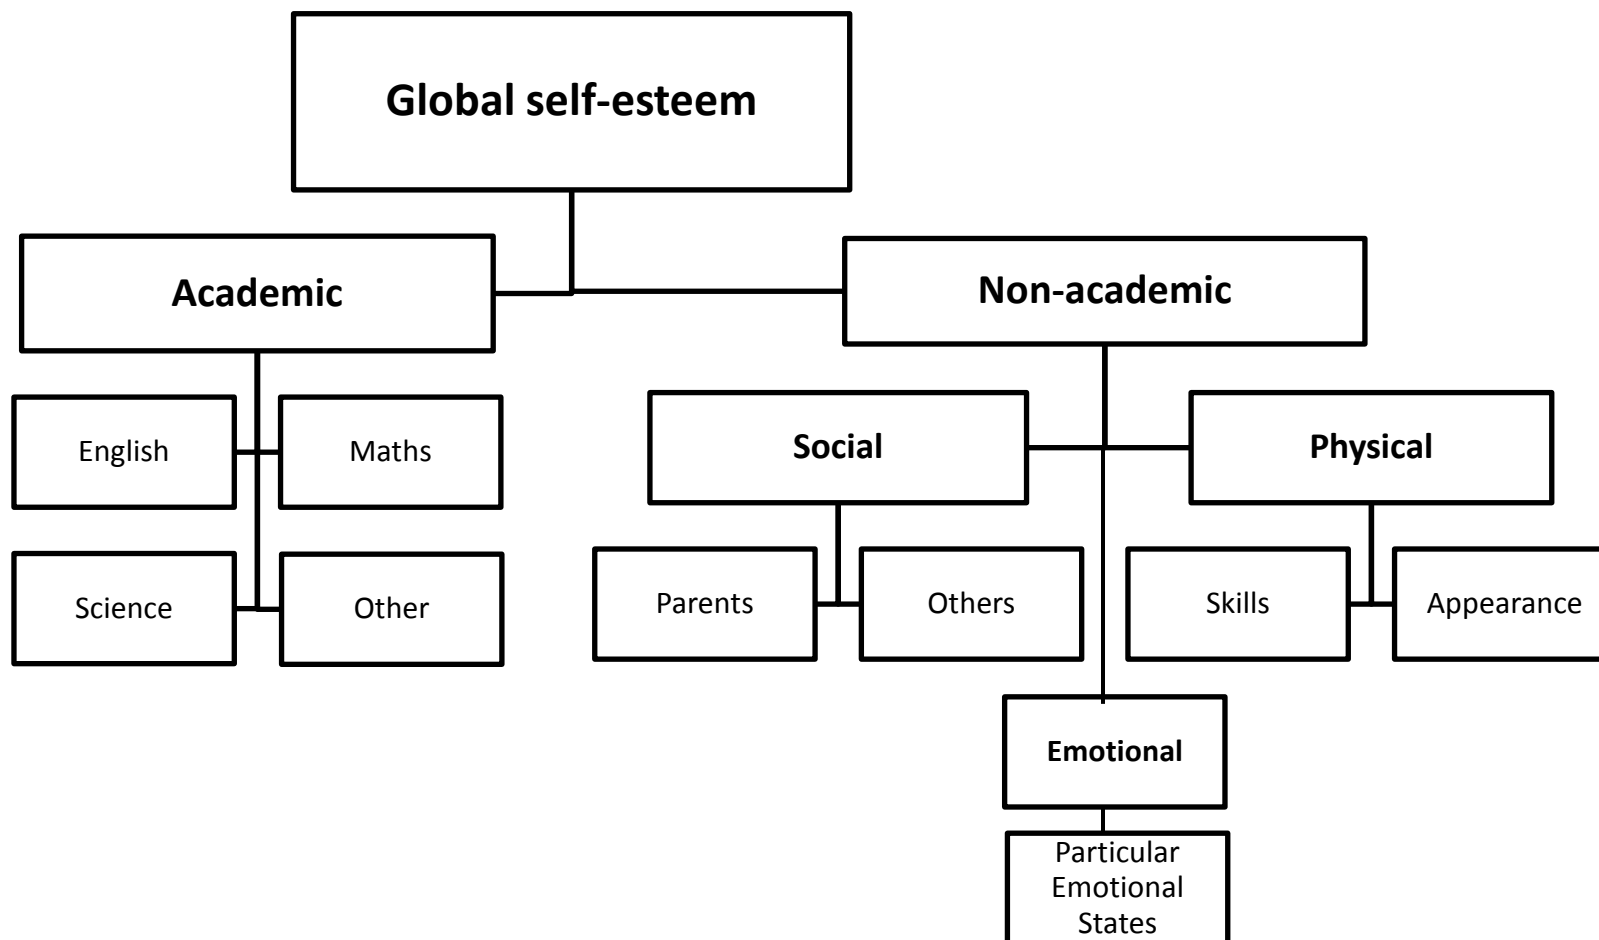 Global self-esteem
Academic
Non-academic
English
Maths
Social
Physical
Science
Other
Parents
Others
Skills
Appearance
Emotional
Particular
Emotional
States